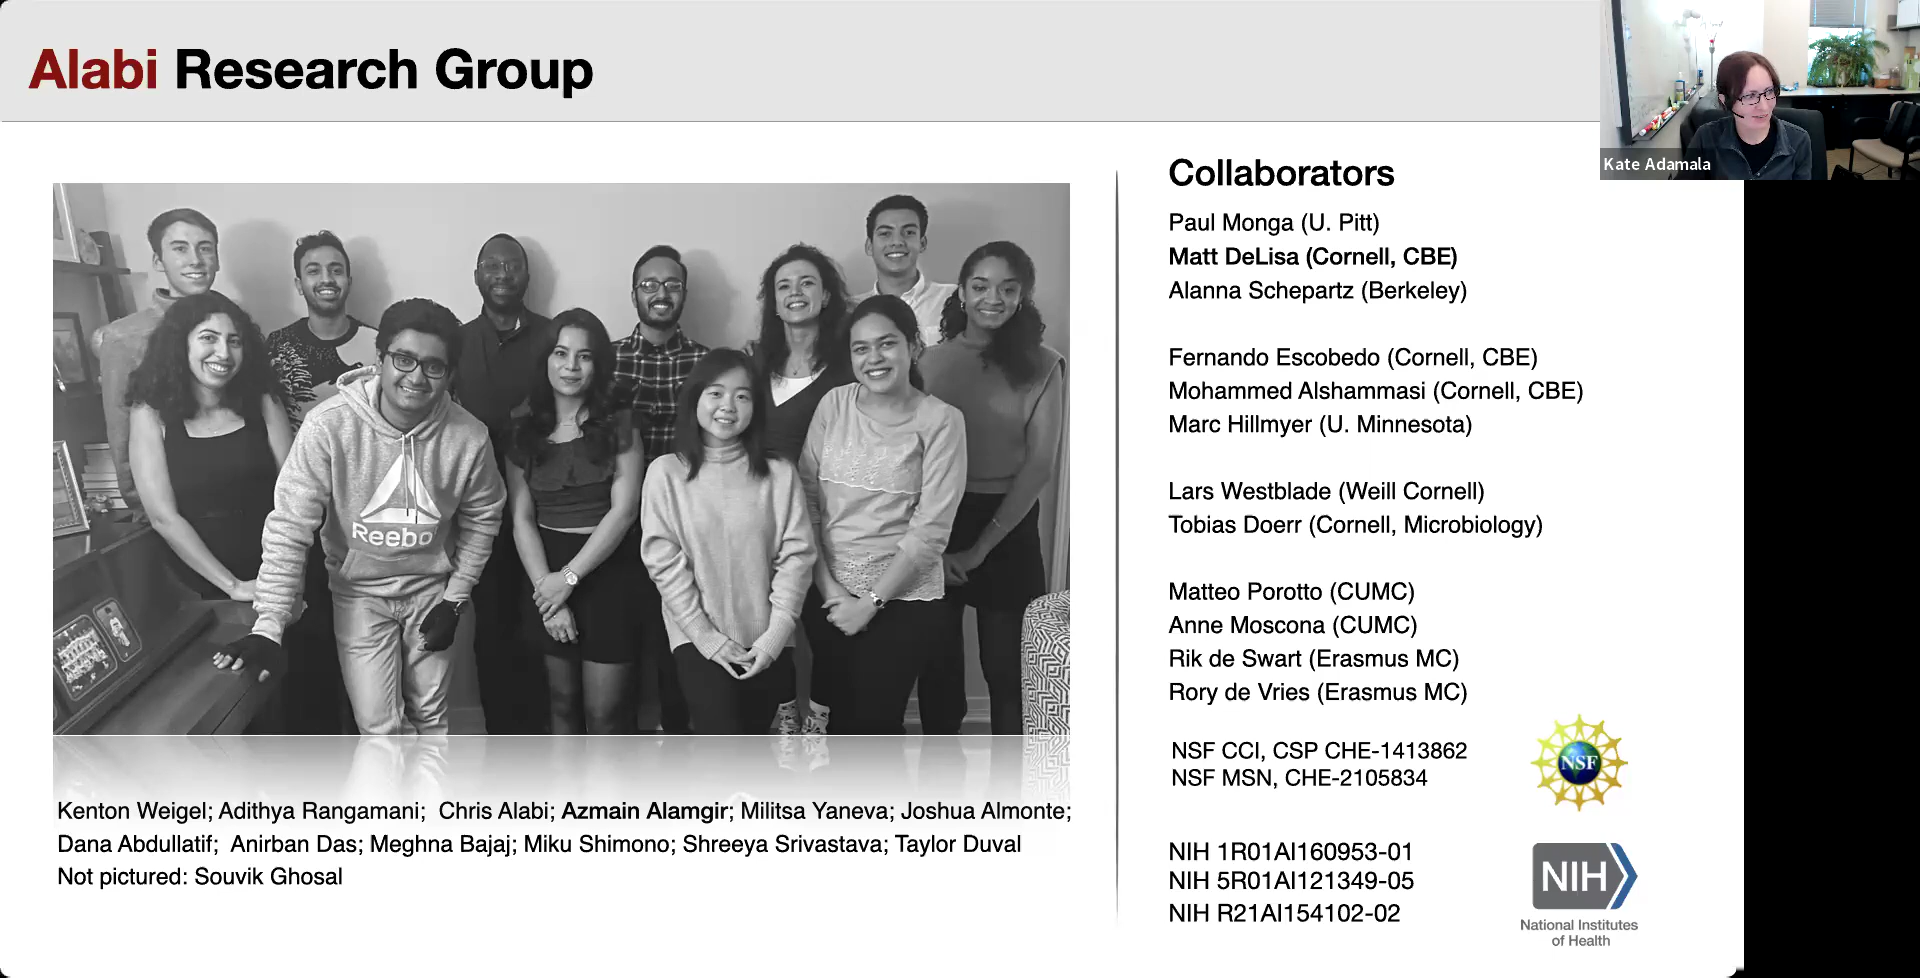 Alabi Research Group
Kate Adamala
Reebo
Kenton Weigel; Adithya Rangamani; Chris Alabi; Azmain Alamgir; Militsa Yaneva; Joshua Almonte;
Dana Abdullatif; Anirban Das; Meghna Bajaj; Miku Shimono; Shreeya Srivastava; Taylor Duval
Not pictured: Souvik Ghosal
Collaborators
Paul Monga (U. Pitt)
Matt DeLisa (Cornell, CBE)
Alanna Schepartz (Berkeley)
Fernando Escobedo (Cornell, CBE)
Mohammed Alshammasi (Cornell, CBE)
Marc Hillmyer (U. Minnesota)
Lars Westblade (Weill Cornell)
Tobias Doerr (Cornell, Microbiology)
Matteo Porotto (CUMC)
Anne Moscona (CUMC)
Rik de Swart (Erasmus MC)
Rory de Vries (Erasmus MC)
NSF CCI, CSP CHE-1413862
NSF MSN, CHE-2105834
NSF
NIH 1R01AI160953-01
NIH 5R01AI121349-05
NIH R21AI154102-02
NIH
National Institutes
of Health